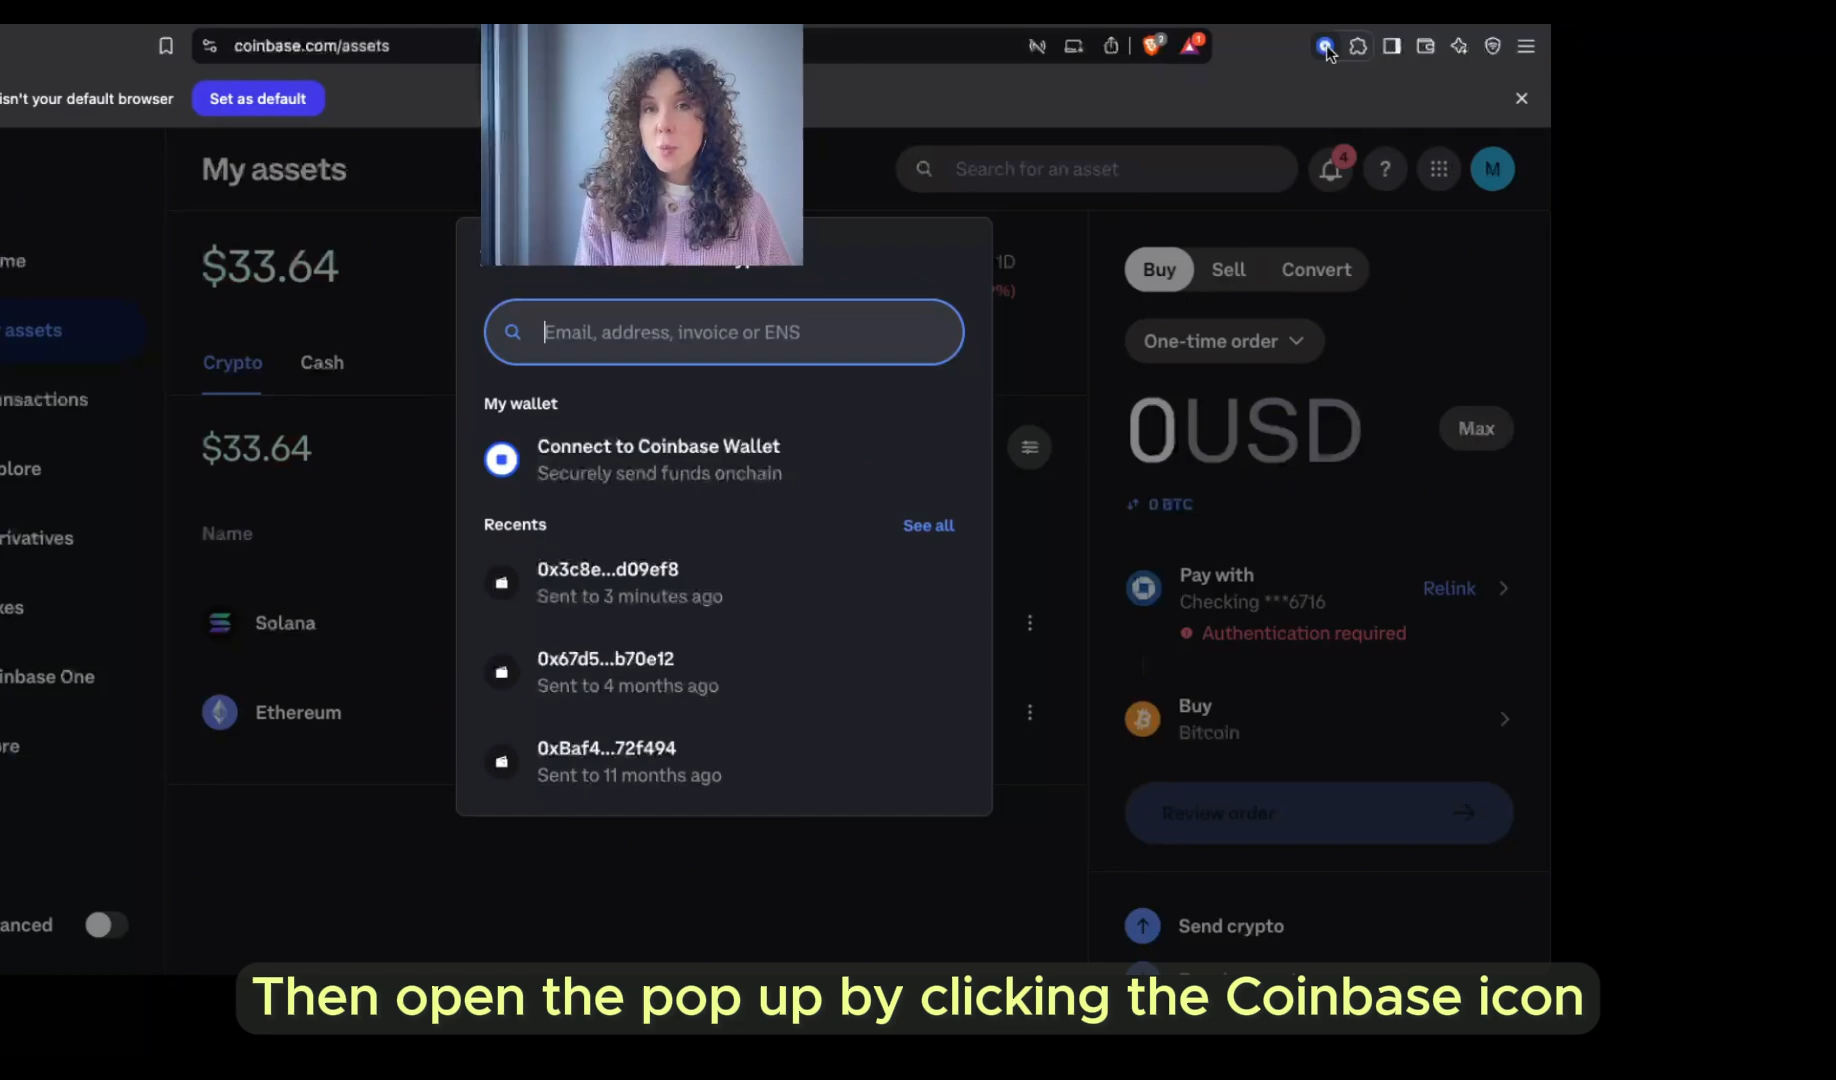 coinbase.com/assets
2
1
isn't your default browser
Set as default
My assets
Search for an asset
4
?
M
$33.64
1D
%)
Buy
Sell
Convert
me
assets
Email, address, invoice or ENS
One-time order
Crypto
Cash
nsactions
My wallet
0USD
Max
$33.64
Connect to Coinbase Wallet
Securely send funds onchain
plore
0 BTC
Name
Recents
See all
rivatives
0x3c8e...d09ef8
Sent to 3 minutes ago
Pay with
Checking ***6716
Relink
Authentication required
xes
Solana
0x67d5...b70e12
Sent to 4 months ago
inbase One
Ethereum
Buy
Bitcoin
ore
0xBaf4...72f494
Sent to 11 months ago
Review order
anced
Send crypto
Then open the pop up by clicking the Coinbase icon